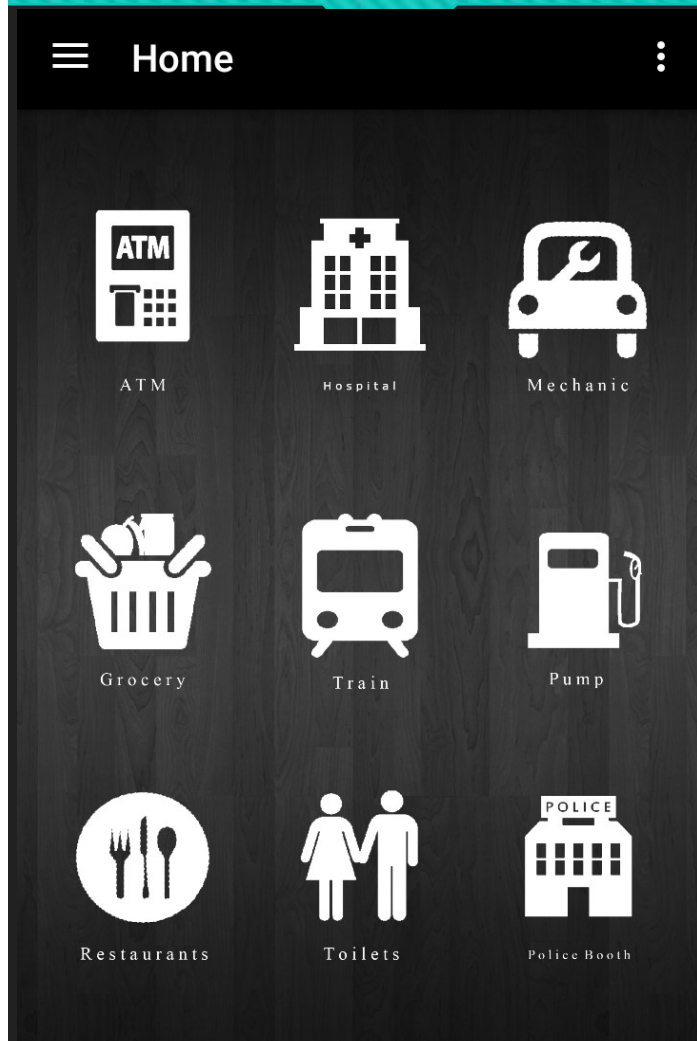 Home
ATM
ATM
Hospital
Mechanic
Grocery
Train
Pump
POLICE
Restaurants
Toilets
Police Booth